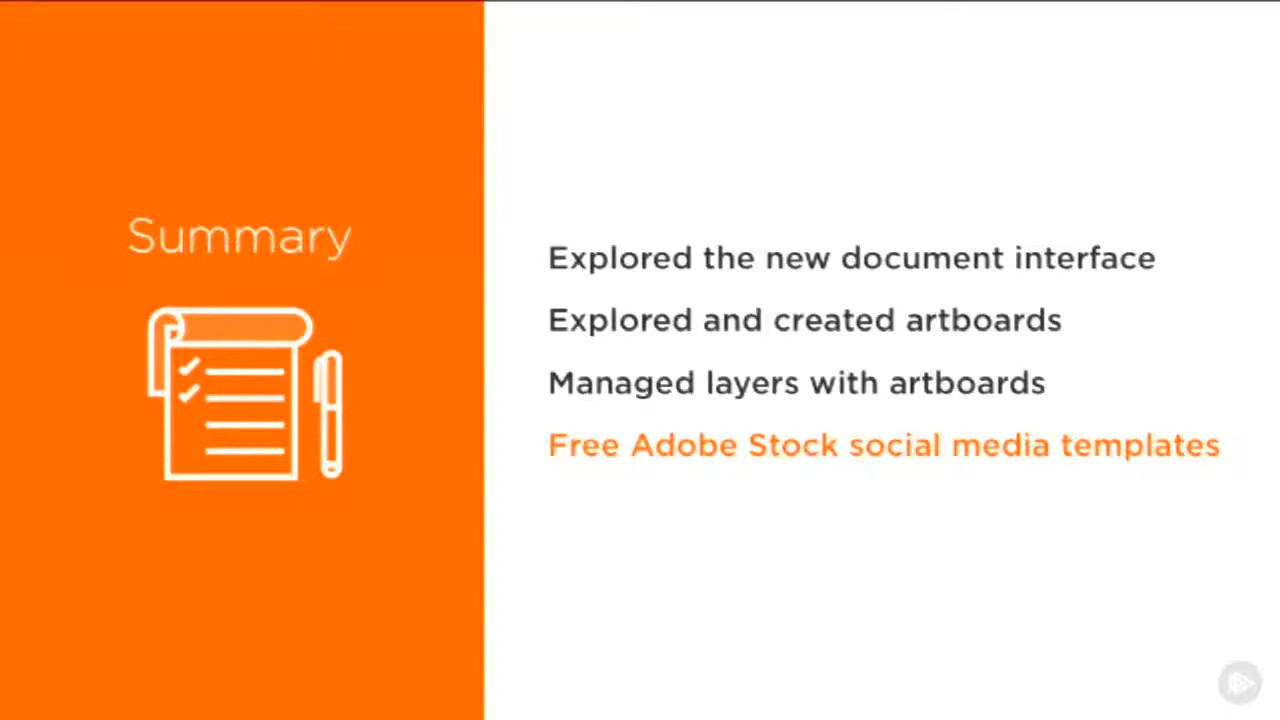 Summary
Explored the new document interface
Explored and created artboards
Managed layers with artboards
Free Adobe Stock social media templates